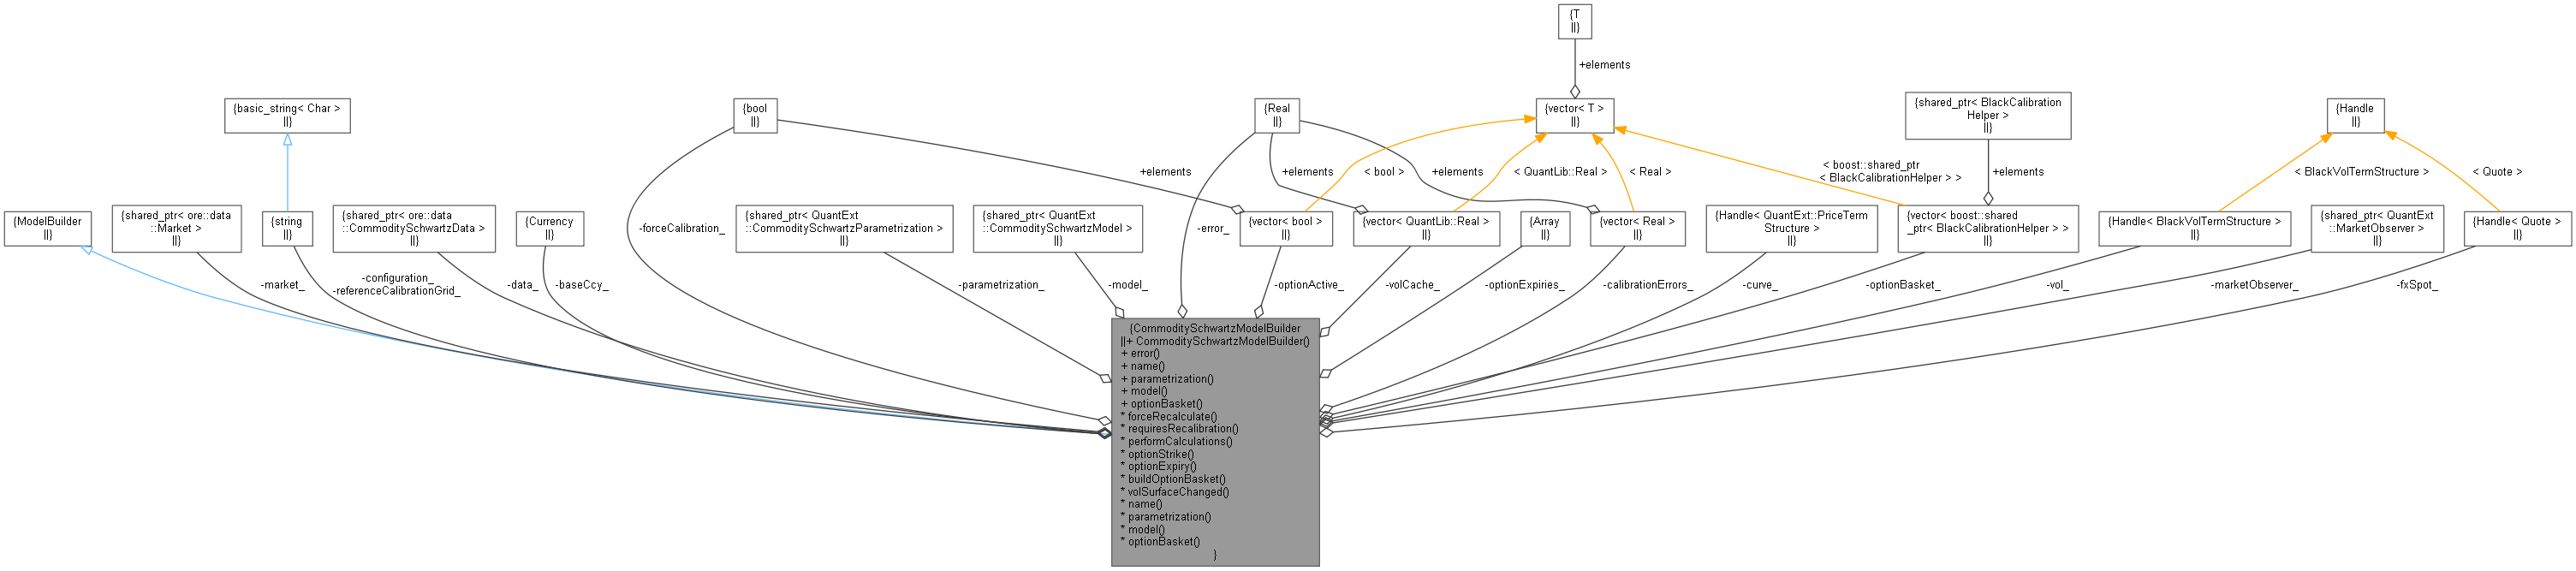 {T
||}
+elements
{basic_string< Char >
||}
{bool
||}
{Real
||}
{vector< T >
||}
{shared_ptr< BlackCalibration
Helper >
||}
{Handle
||}
+elements
+elements
+elements
+elements
< bool >
< QuantLib::Real >
< Real >
< boost::shared_ptr
< BlackCalibrationHelper > >
< BlackVolTermStructure >
< Quote >
{ModelBuilder
||}
{shared_ptr< ore::data
::Market >
||}
{string
||}
{shared_ptr< ore::data
::CommoditySchwartzData >
||}
{Currency
||}
-forceCalibration_
{shared_ptr< QuantExt
::CommoditySchwartzParametrization >
||}
{shared_ptr< QuantExt
::CommoditySchwartzModel >
||}
-error_
{vector< bool >
||}
{vector< QuantLib::Real >
||}
{Array
||}
{vector< Real >
||}
{Handle< QuantExt::PriceTerm
Structure >
||}
{vector< boost::shared
_ptr< BlackCalibrationHelper > >
||}
{Handle< BlackVolTermStructure >
||}
{shared_ptr< QuantExt
::MarketObserver >
||}
{Handle< Quote >
||}
-market_
-configuration_
-referenceCalibrationGrid_
-data_
-baseCcy_
-parametrization_
-model_
-optionActive_
-volCache_
-optionExpiries_
-calibrationErrors_
-curve_
-optionBasket_
-vol_
-marketObserver_
-fxSpot_
{CommoditySchwartzModelBuilder
||+ CommoditySchwartzModelBuilder()
+ error()
+ name()
+ parametrization()
+ model()
+ optionBasket()
* forceRecalculate()
* requiresRecalibration()
* performCalculations()
* optionStrike()
* optionExpiry()
* buildOptionBasket()
* volSurfaceChanged()
* name()
* parametrization()
* model()
* optionBasket()
}